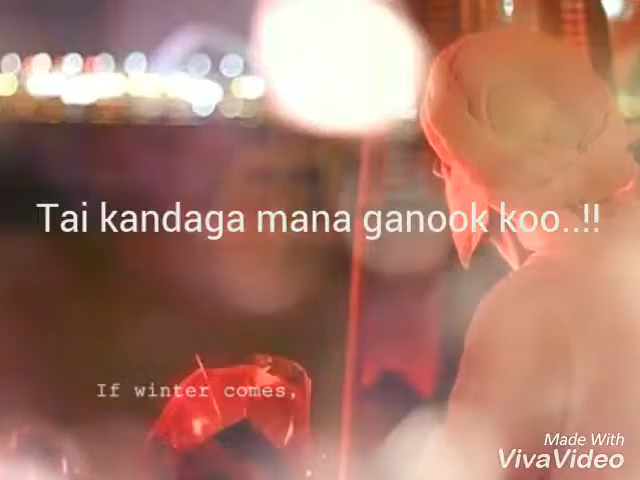 Tai kandaga mana ganook koo..!!
If winter comes,
Made With
VivaVideo